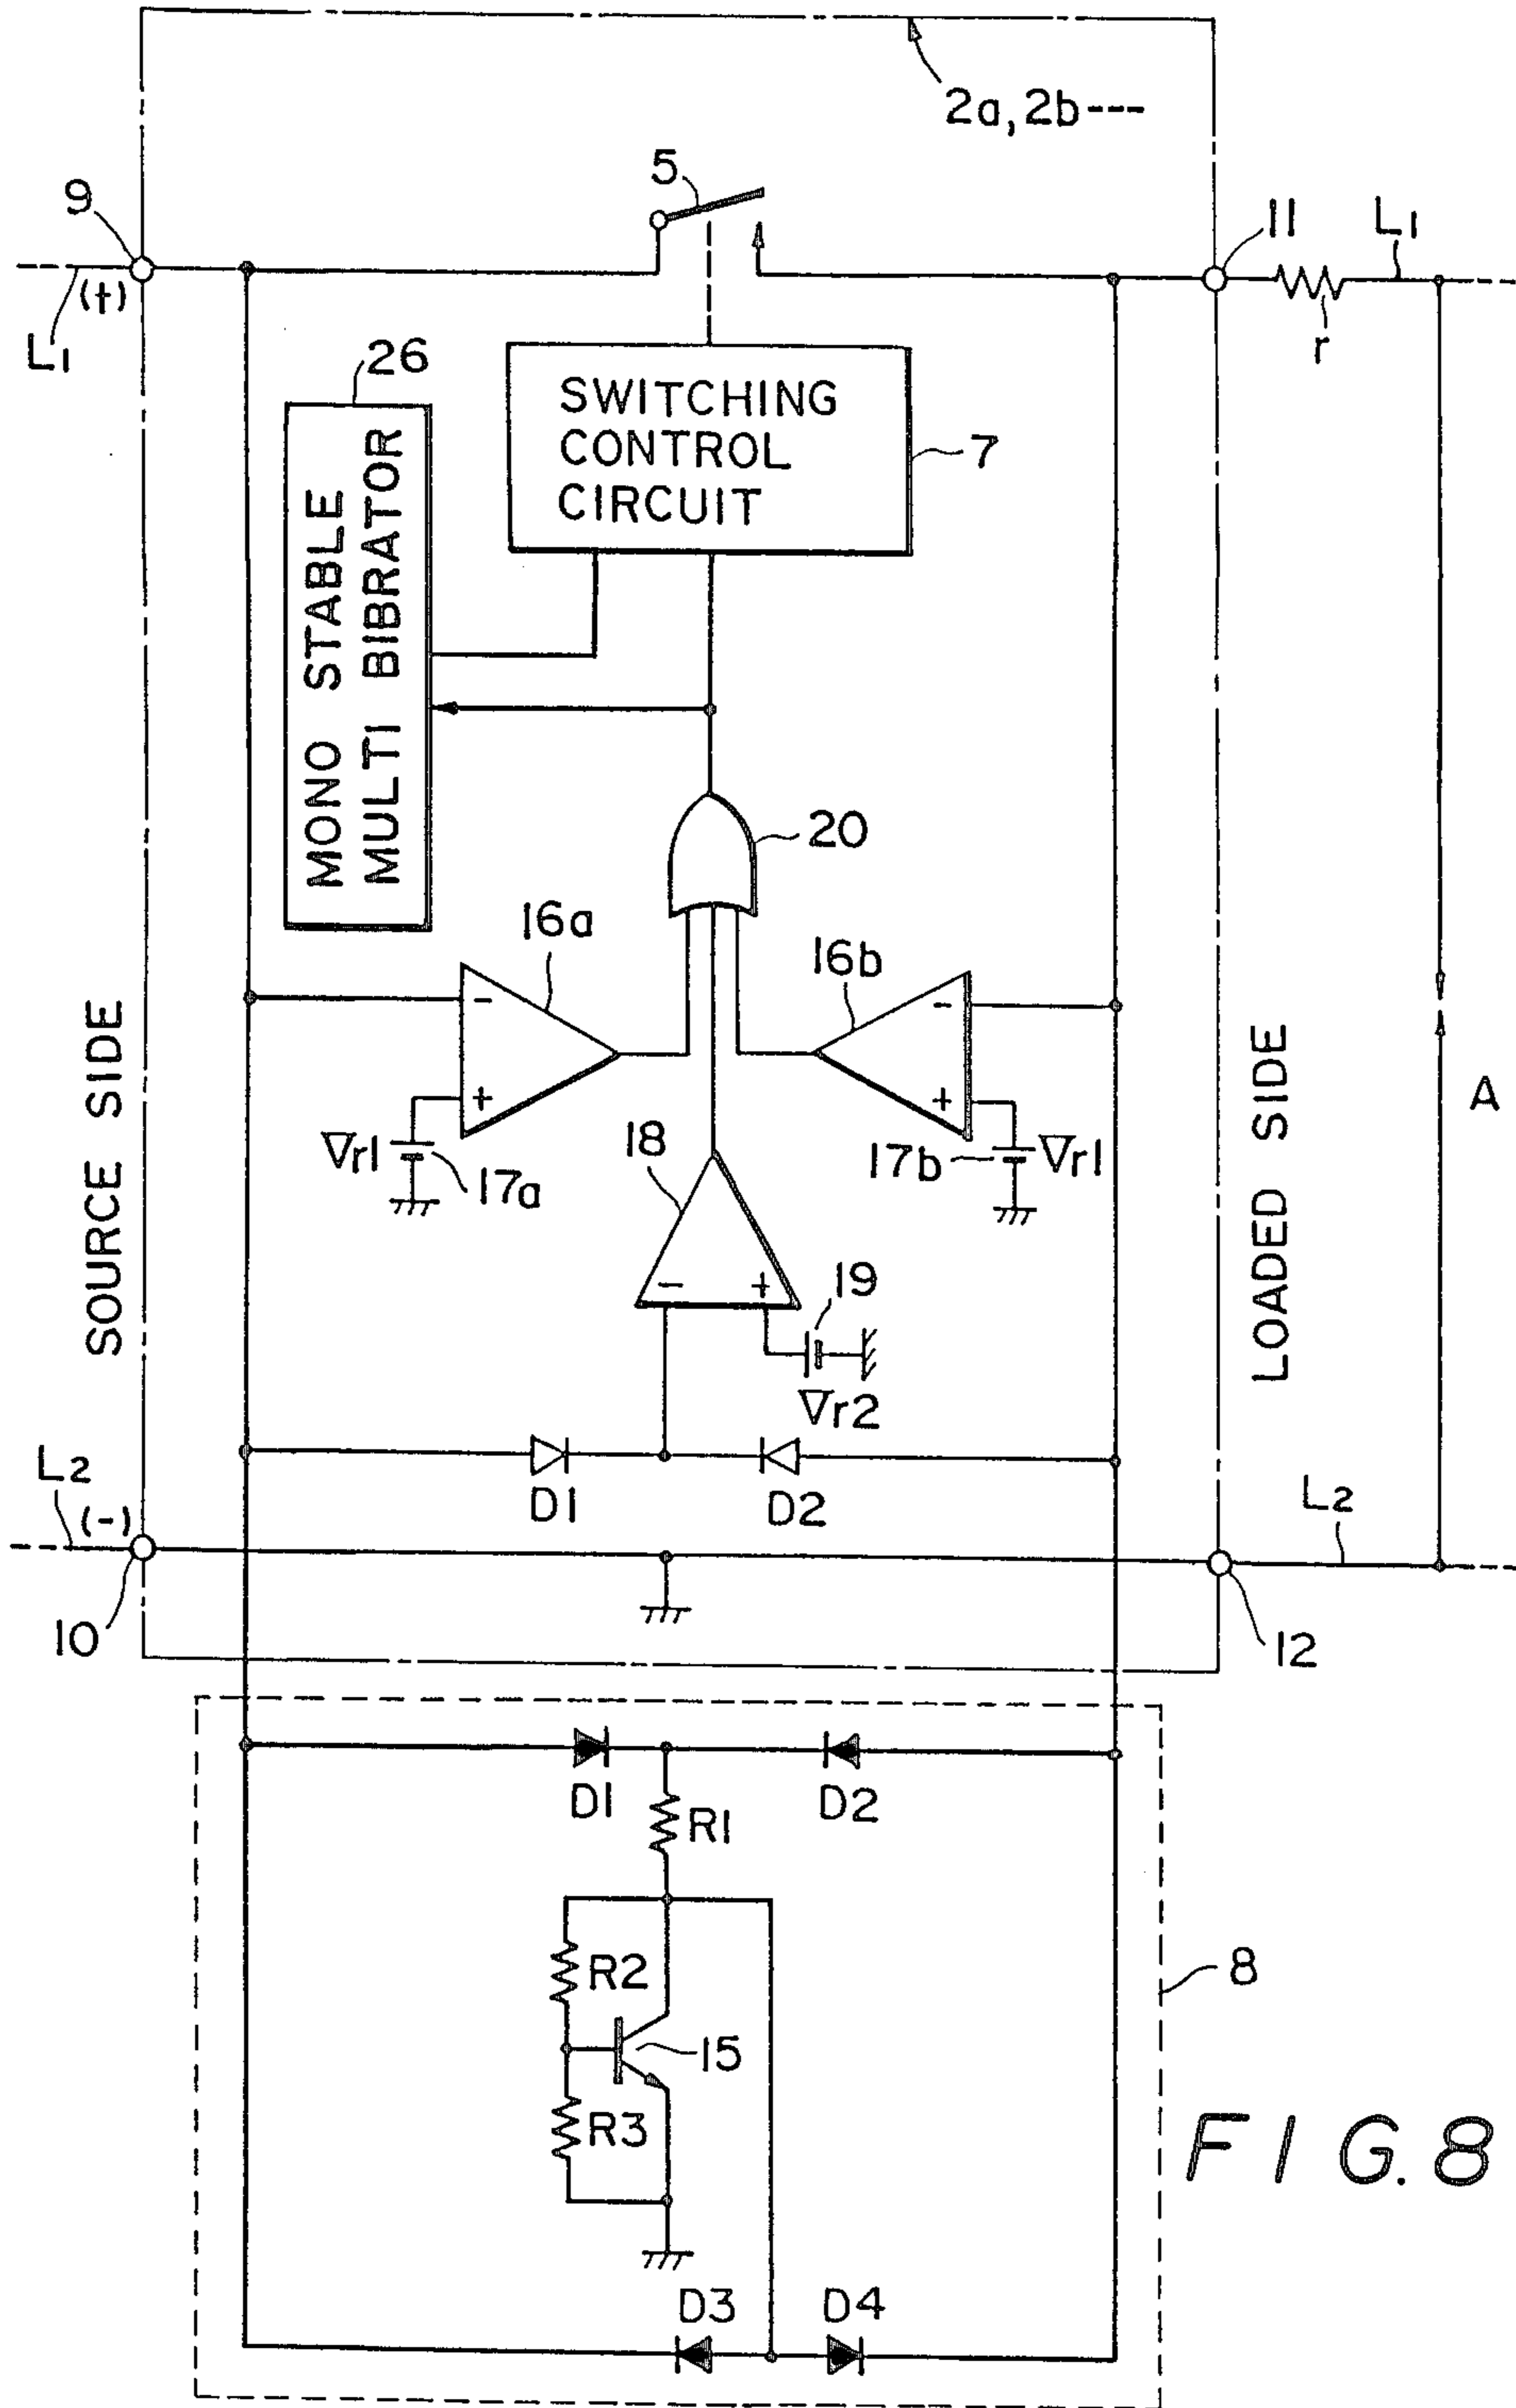 2a, 2b---
5
9
11
L1
(+)
L1
r
26
SWITCHING
CONTROL
CIRCUIT
7
MONO STABLE
MULTI BIBRATOR
20
16a
16b
-
-
+
+
Vr1
17a
17b
Vr1
18
SOURCE SIDE
LOADED SIDE
A
-
+
19
Vr2
D1
D2
L2
(-)
L2
10
12
D1
D2
R1
R2
15
R3
8
D3
D4
FIG. 8